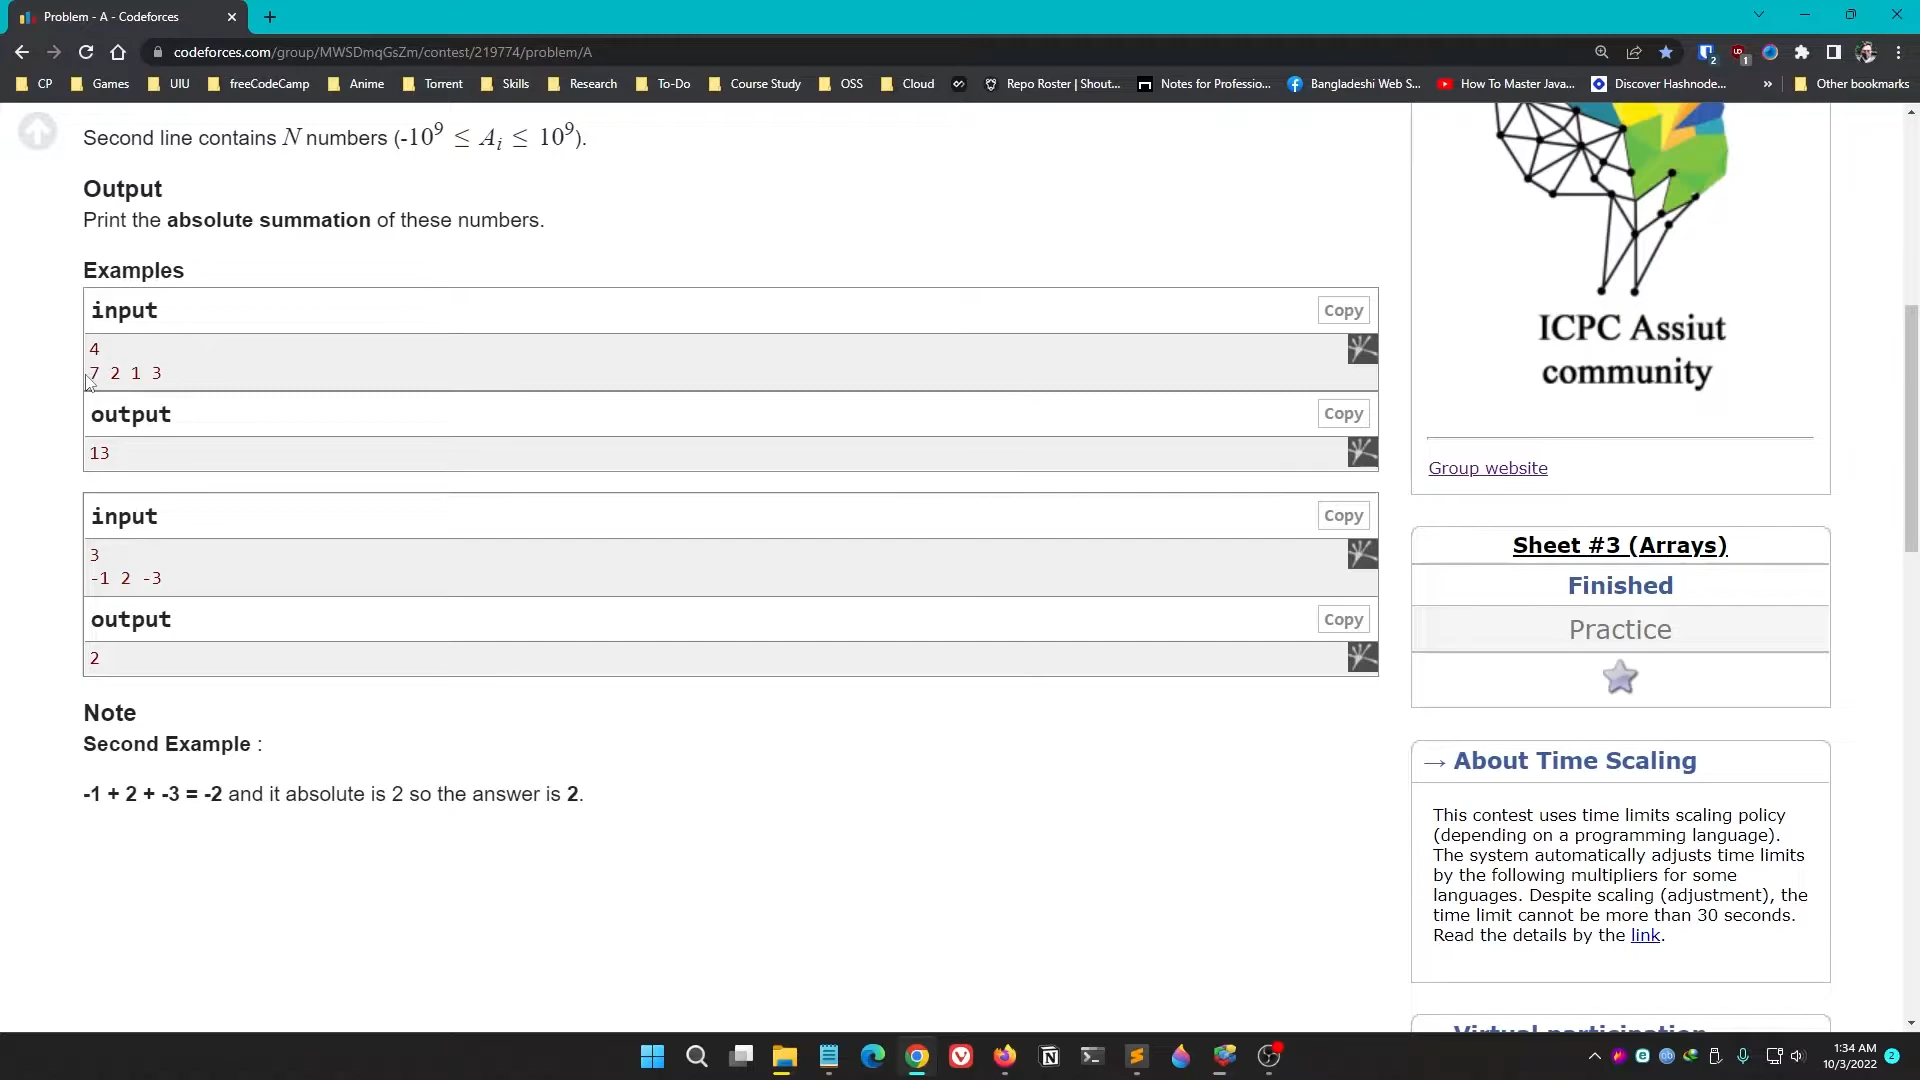 Problem - A - Codeforces
codeforces.com/group/MWSDmqGsZm/contest/219774/problem/A
CP Games UIU freeCodeCamp Anime Torrent Skills Research To-Do Course Study OSS Cloud Repo Roster | Shout... Notes for Professio... Bangladeshi Web S... How To Master Java... Discover Hashnode... » Other bookmarks
Second line contains N numbers (-10⁹ ≤ Aᵢ ≤ 10⁹).
Output
Print the absolute summation of these numbers.
Examples
input
Copy
4
7 2 1 3
output
Copy
13
input
Copy
3
-1 2 -3
output
Copy
2
Note
Second Example :
-1 + 2 + -3 = -2 and it absolute is 2 so the answer is 2.
ICPC Assiut
community
Group website
Sheet #3 (Arrays)
Finished
Practice
→ About Time Scaling
This contest uses time limits scaling policy
(depending on a programming language).
The system automatically adjusts time limits
by the following multipliers for some
languages. Despite scaling (adjustment), the
time limit cannot be more than 30 seconds.
Read the details by the link.
Virtual participation
1:34 AM
10/3/2022
2